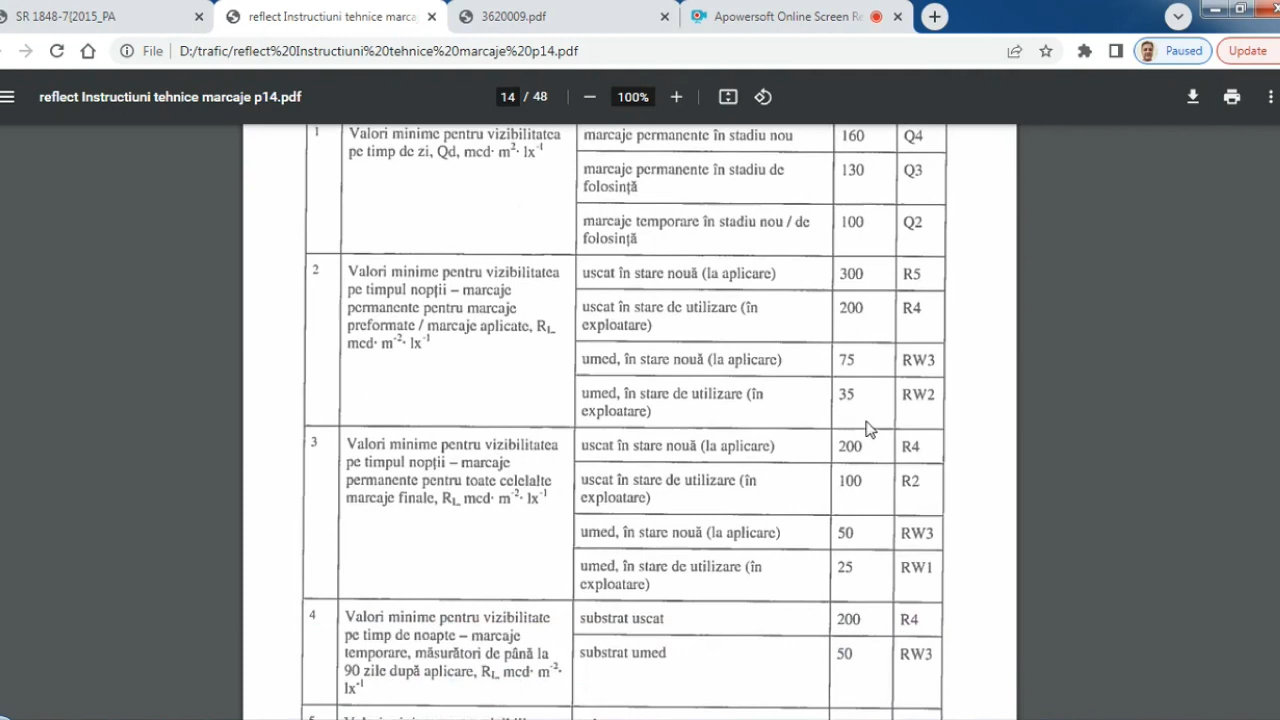 SR 1848-7[2015_PA
reflect Instructiuni tehnice marca
3620009.pdf
Apowersoft Online Screen Re
File D:/trafic/reflect%20Instructiuni%20tehnice%20marcaje%20p14.pdf
Paused
Update
reflect Instructiuni tehnice marcaje p14.pdf
14 / 48
100%
1 Valori minime pentru vizibilitatea marcaje permanente în stadiu nou 160 Q4
pe timp de zi, Qd, mcd· m²· lx⁻¹
marcaje permanente în stadiu de 130 Q3
folosință
marcaje temporare în stadiu nou / de 100 Q2
folosință
2 Valori minime pentru vizibilitatea uscat în stare nouă (la aplicare) 300 R5
pe timpul nopții – marcaje
permanente pentru marcaje uscat în stare de utilizare (în 200 R4
preformate / marcaje aplicate, R_L exploatare)
mcd· m⁻²· lx⁻¹
umed, în stare nouă (la aplicare) 75 RW3
umed, în stare de utilizare (în 35 RW2
exploatare)
3 Valori minime pentru vizibilitatea uscat în stare nouă (la aplicare) 200 R4
pe timpul nopții – marcaje
permanente pentru toate celelalte uscat în stare de utilizare (în 100 R2
marcaje finale, R_L mcd· m⁻²· lx⁻¹ exploatare)
umed, în stare nouă (la aplicare) 50 RW3
umed, în stare de utilizare (în 25 RW1
exploatare)
4 Valori minime pentru vizibilitate substrat uscat 200 R4
pe timp de noapte – marcaje
temporare, măsurători de până la substrat umed 50 RW3
90 zile după aplicare, R_L mcd· m⁻²·
lx⁻¹